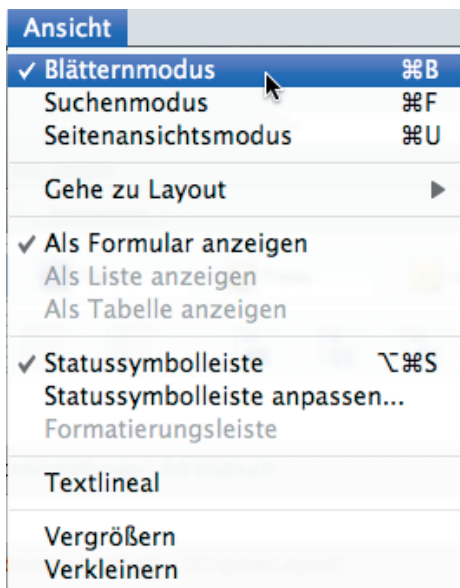 Ansicht
✓ Blätternmodus ⌘B
Suchenmodus ⌘F
Seitenansichtsmodus ⌘U
Gehe zu Layout ▶
✓ Als Formular anzeigen
Als Liste anzeigen
Als Tabelle anzeigen
✓ Statussymbolleiste ⌥⌘S
Statussymbolleiste anpassen...
Formatierungsleiste
Textlineal
Vergrößern
Verkleinern